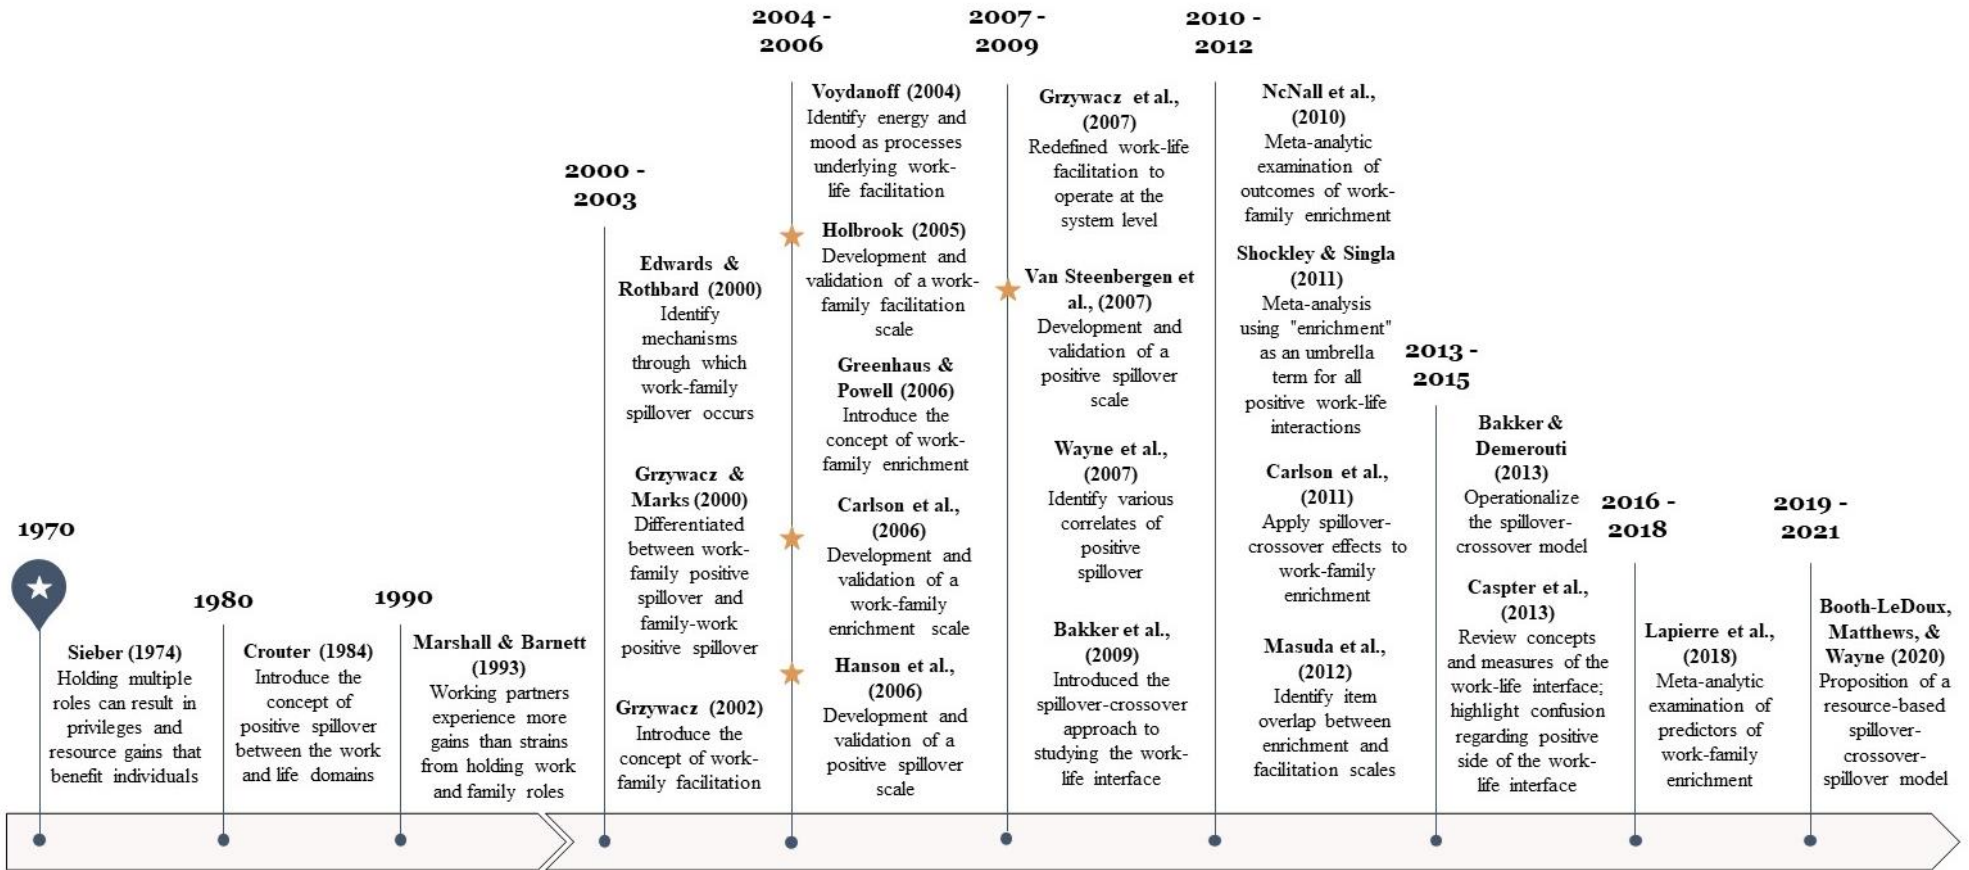 1970
Sieber (1974)
Holding multiple
roles can result in
privileges and
resource gains that
benefit individuals
1980
Crouter (1984)
Introduce the
concept of
positive spillover
between the work
and life domains
1990
Marshall & Barnett
(1993)
Working partners
experience more
gains than strains
from holding work
and family roles
2000 -
2003
Edwards &
Rothbard (2000)
Identify
mechanisms
through which
work-family
spillover occurs
Grzywacz &
Marks (2000)
Differentiated
between work-
family positive
spillover and
family-work
positive spillover
Grzywacz (2002)
Introduce the
concept of work-
family facilitation
2004 -
2006
Voydanoff (2004)
Identify energy and
mood as processes
underlying work-
life facilitation
Holbrook (2005)
Development and
validation of a work-
family facilitation
scale
Greenhaus &
Powell (2006)
Introduce the
concept of work-
family enrichment
Carlson et al.,
(2006)
Development and
validation of a
work-family
enrichment scale
Hanson et al.,
(2006)
Development and
validation of a
positive spillover
scale
2007 -
2009
Grzywacz et al.,
(2007)
Redefined work-life
facilitation to
operate at the
system level
Van Steenbergen et
al., (2007)
Development and
validation of a
positive spillover
scale
Wayne et al.,
(2007)
Identify various
correlates of
positive
spillover
Bakker et al.,
(2009)
Introduced the
spillover-crossover
approach to
studying the work-
life interface
2010 -
2012
NcNall et al.,
(2010)
Meta-analytic
examination of
outcomes of work-
family enrichment
Shockley & Singla
(2011)
Meta-analysis
using "enrichment"
as an umbrella
term for all
positive work-life
interactions
Carlson et al.,
(2011)
Apply spillover-
crossover effects to
work-family
enrichment
Masuda et al.,
(2012)
Identify item
overlap between
enrichment and
facilitation scales
2013 -
2015
Bakker &
Demerouti
(2013)
Operationalize
the spillover-
crossover model
Caspter et al.,
(2013)
Review concepts
and measures of the
work-life interface;
highlight confusion
regarding positive
side of the work-
life interface
2016 -
2018
Lapierre et al.,
(2018)
Meta-analytic
examination of
predictors of
work-family
enrichment
2019 -
2021
Booth-LeDoux,
Matthews, &
Wayne (2020)
Proposition of a
resource-based
spillover-
crossover-
spillover model